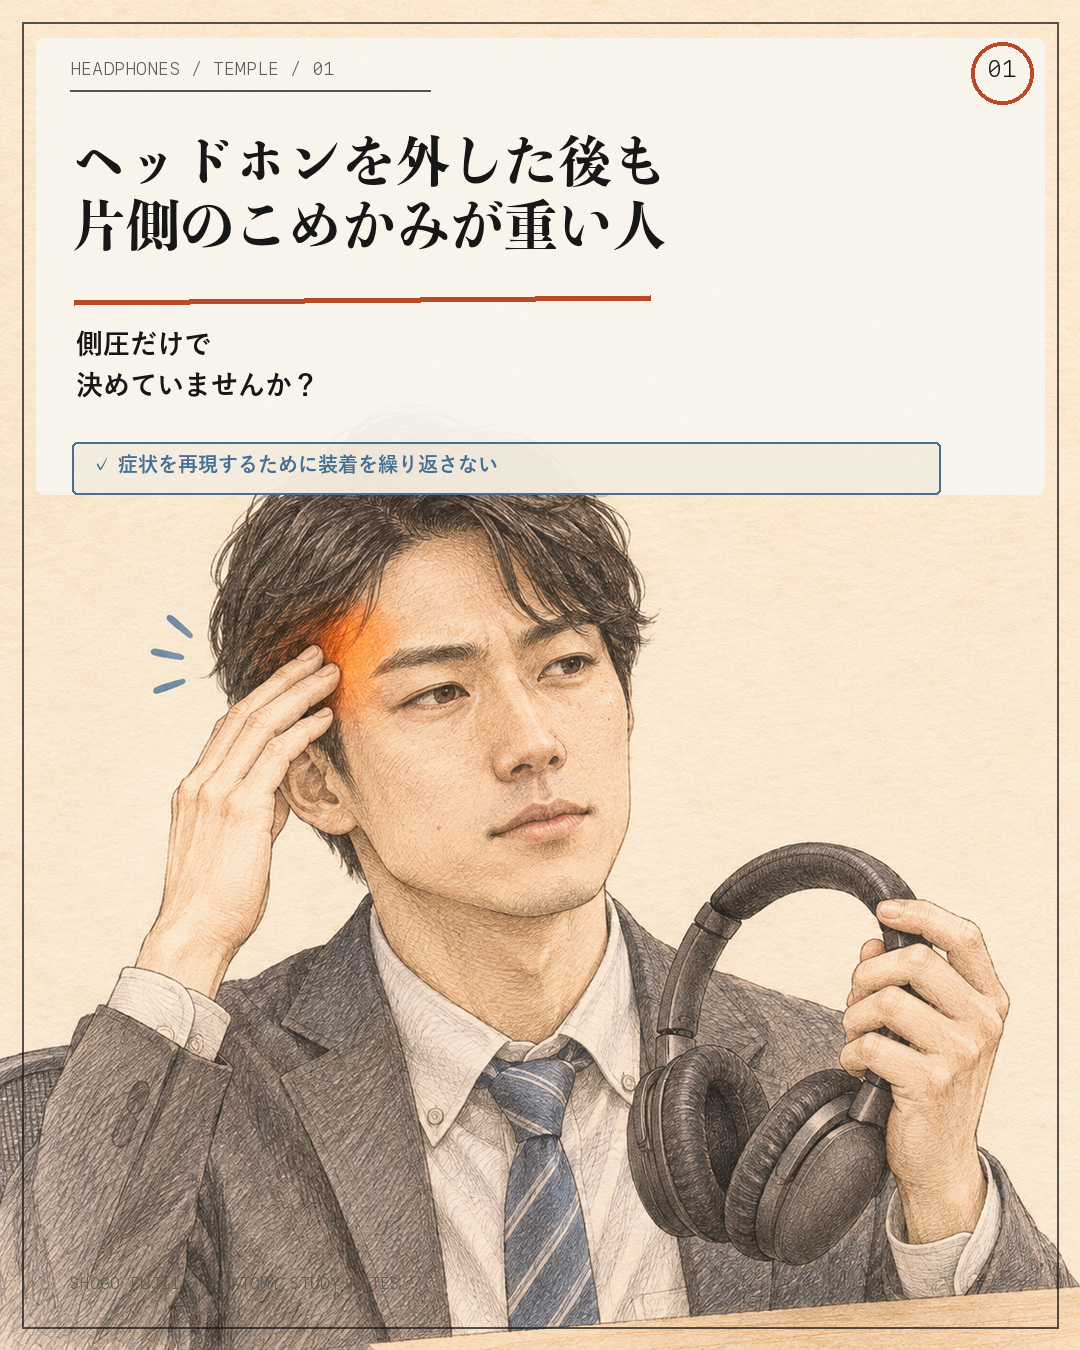 HEADPHONES / TEMPLE / 01
01
ヘッドホンを外した後も
片側のこめかみが重い人
側圧だけで
決めていませんか？
✓ 症状を再現するために装着を繰り返さない
SHOGO STUDY